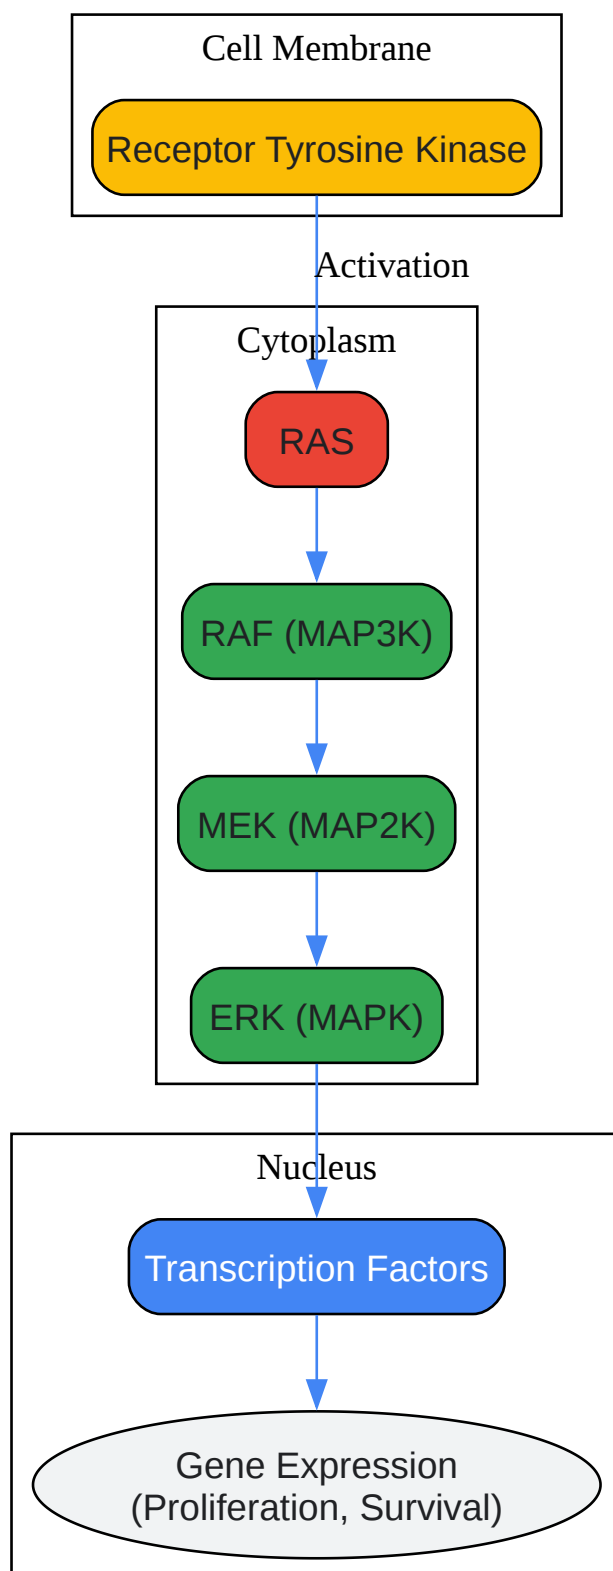 Cell Membrane
Receptor Tyrosine Kinase
Activation
Cytoplasm
RAS
RAF (MAP3K)
MEK (MAP2K)
ERK (MAPK)
Nucleus
Transcription Factors
Gene Expression
(Proliferation, Survival)